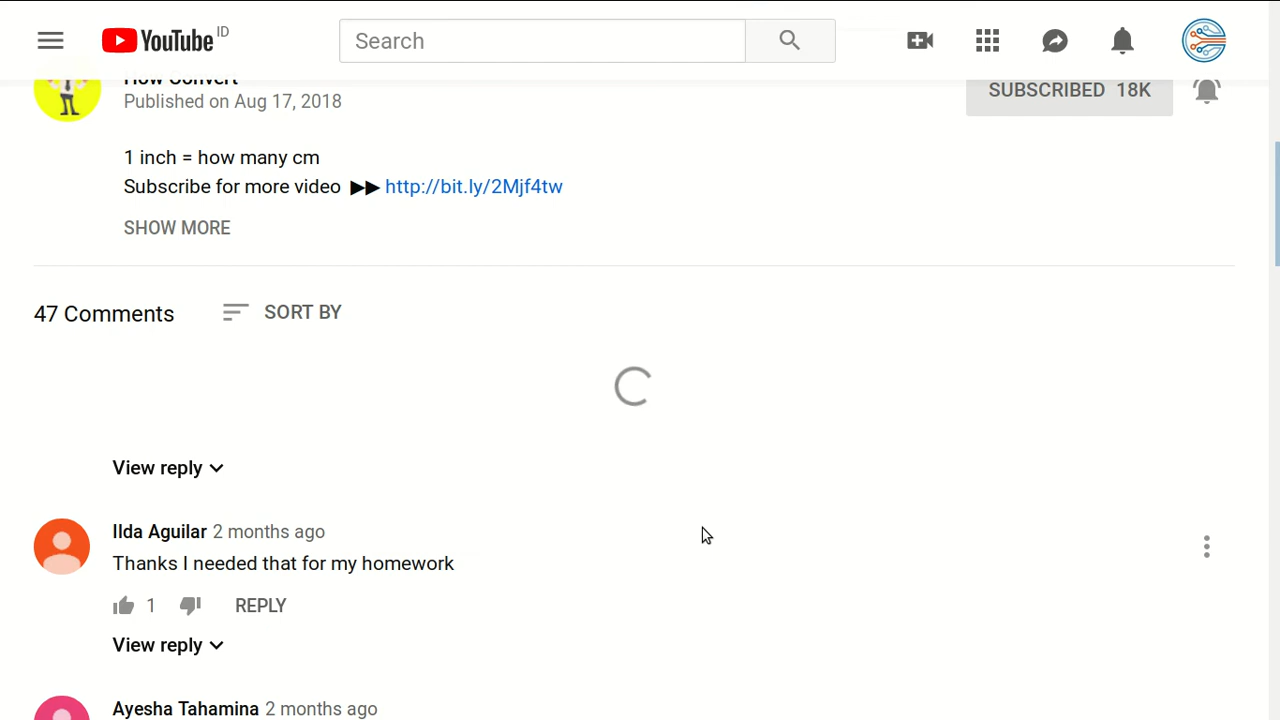 YouTube ID
Search
How Convert
Published on Aug 17, 2018
SUBSCRIBED 18K
1 inch = how many cm
Subscribe for more video ▶▶ http://bit.ly/2Mjf4tw
SHOW MORE
47 Comments
SORT BY
View reply
Ilda Aguilar 2 months ago
Thanks I needed that for my homework
1
REPLY
View reply
Ayesha Tahamina 2 months ago